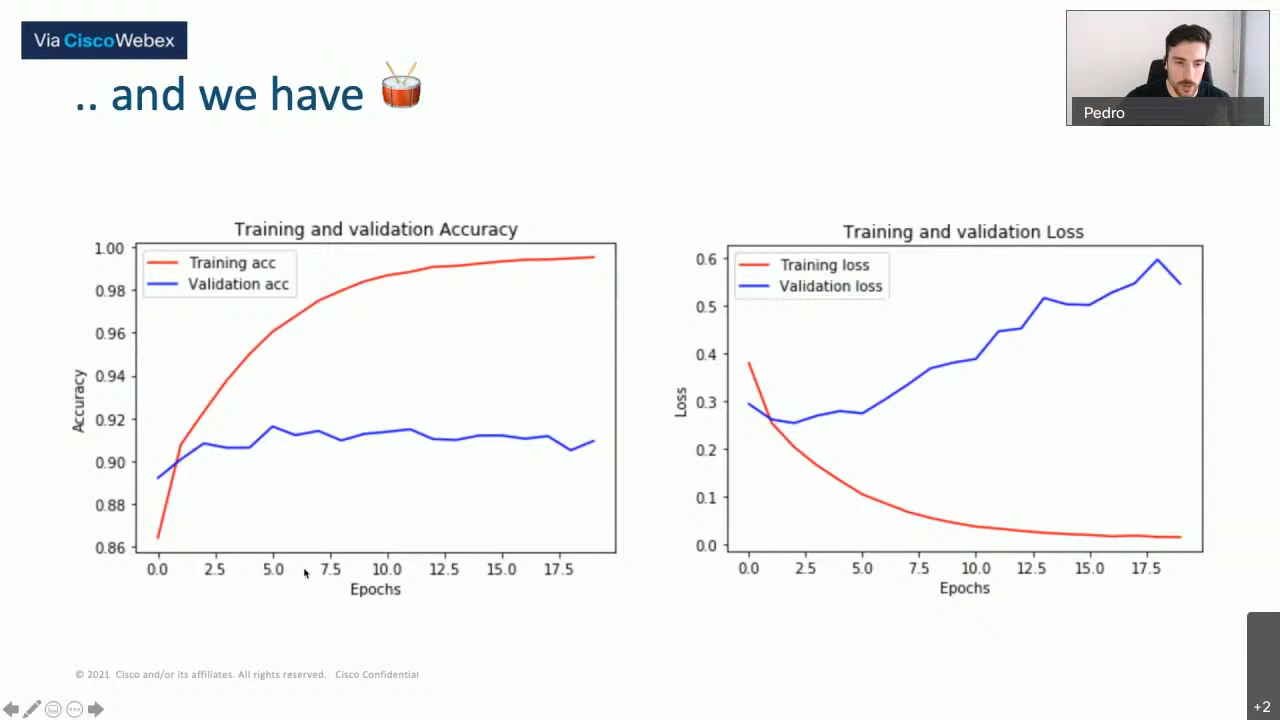 Via CiscoWebex
.. and we have
Pedro
Training and validation Accuracy
1.00
0.98
0.96
0.94
0.92
0.90
0.88
0.86
Accuracy
Training acc
Validation acc
0.0 2.5 5.0 7.5 10.0 12.5 15.0 17.5
Epochs
Training and validation Loss
0.6
0.5
0.4
0.3
0.2
0.1
0.0
Loss
Training loss
Validation loss
0.0 2.5 5.0 7.5 10.0 12.5 15.0 17.5
Epochs
© 2021 Cisco and/or its affiliates. All rights reserved. Cisco Confidential
+2